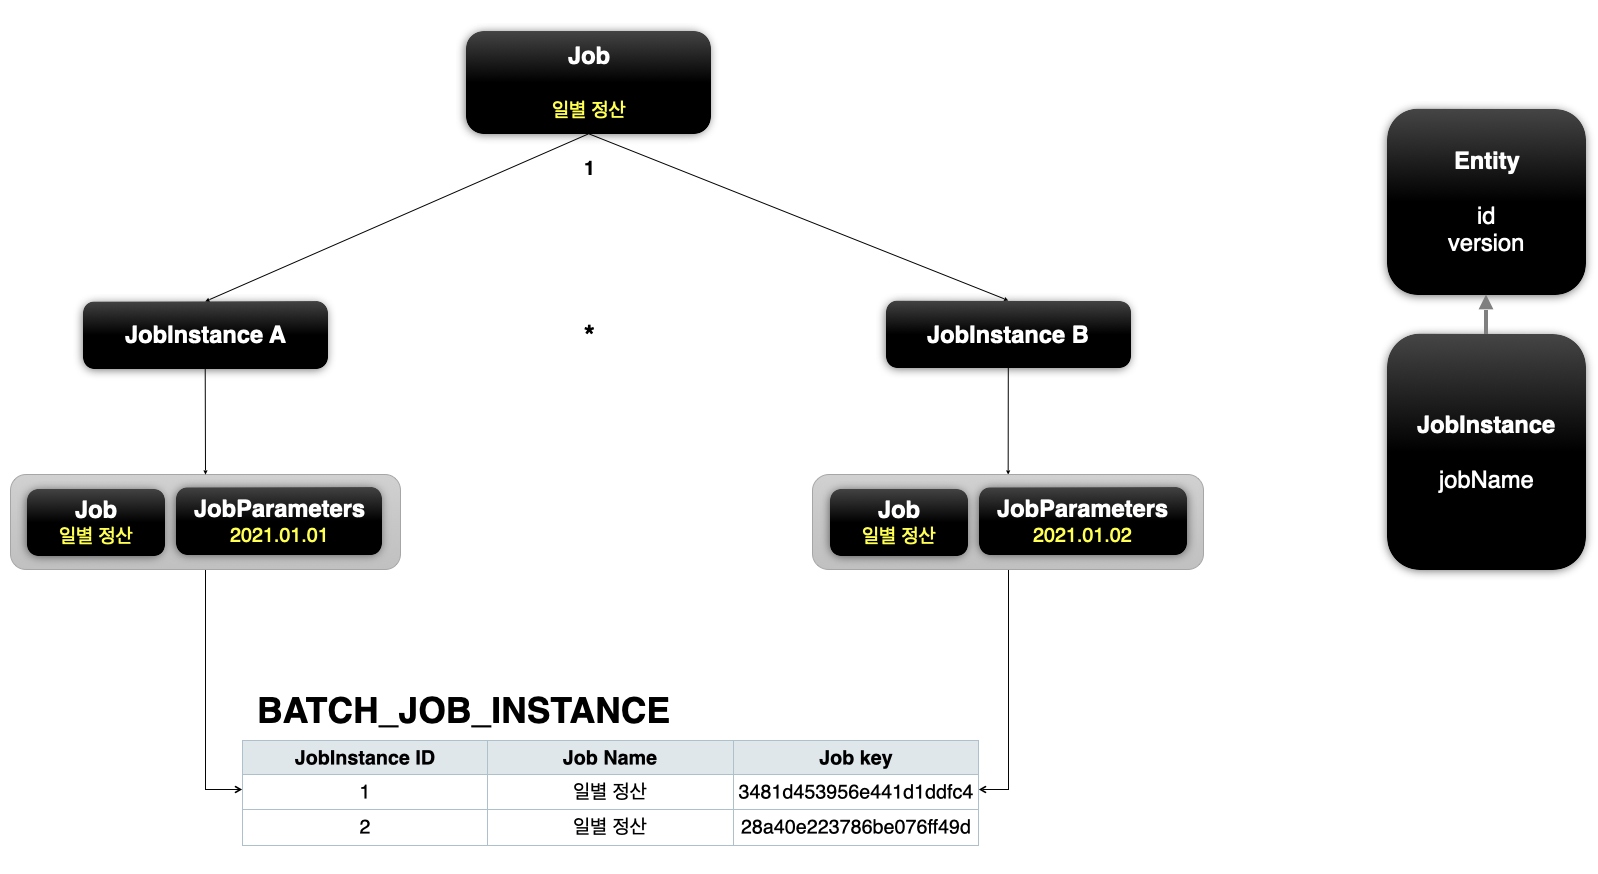 Job
일별 정산
1
*
JobInstance A
JobInstance B
Job
일별 정산
JobParameters
2021.01.01
Job
일별 정산
JobParameters
2021.01.02
Entity
id
version
JobInstance
jobName
BATCH_JOB_INSTANCE
JobInstance ID Job Name Job key
1 일별 정산 3481d453956e441d1ddfc4
2 일별 정산 28a40e223786be076ff49d